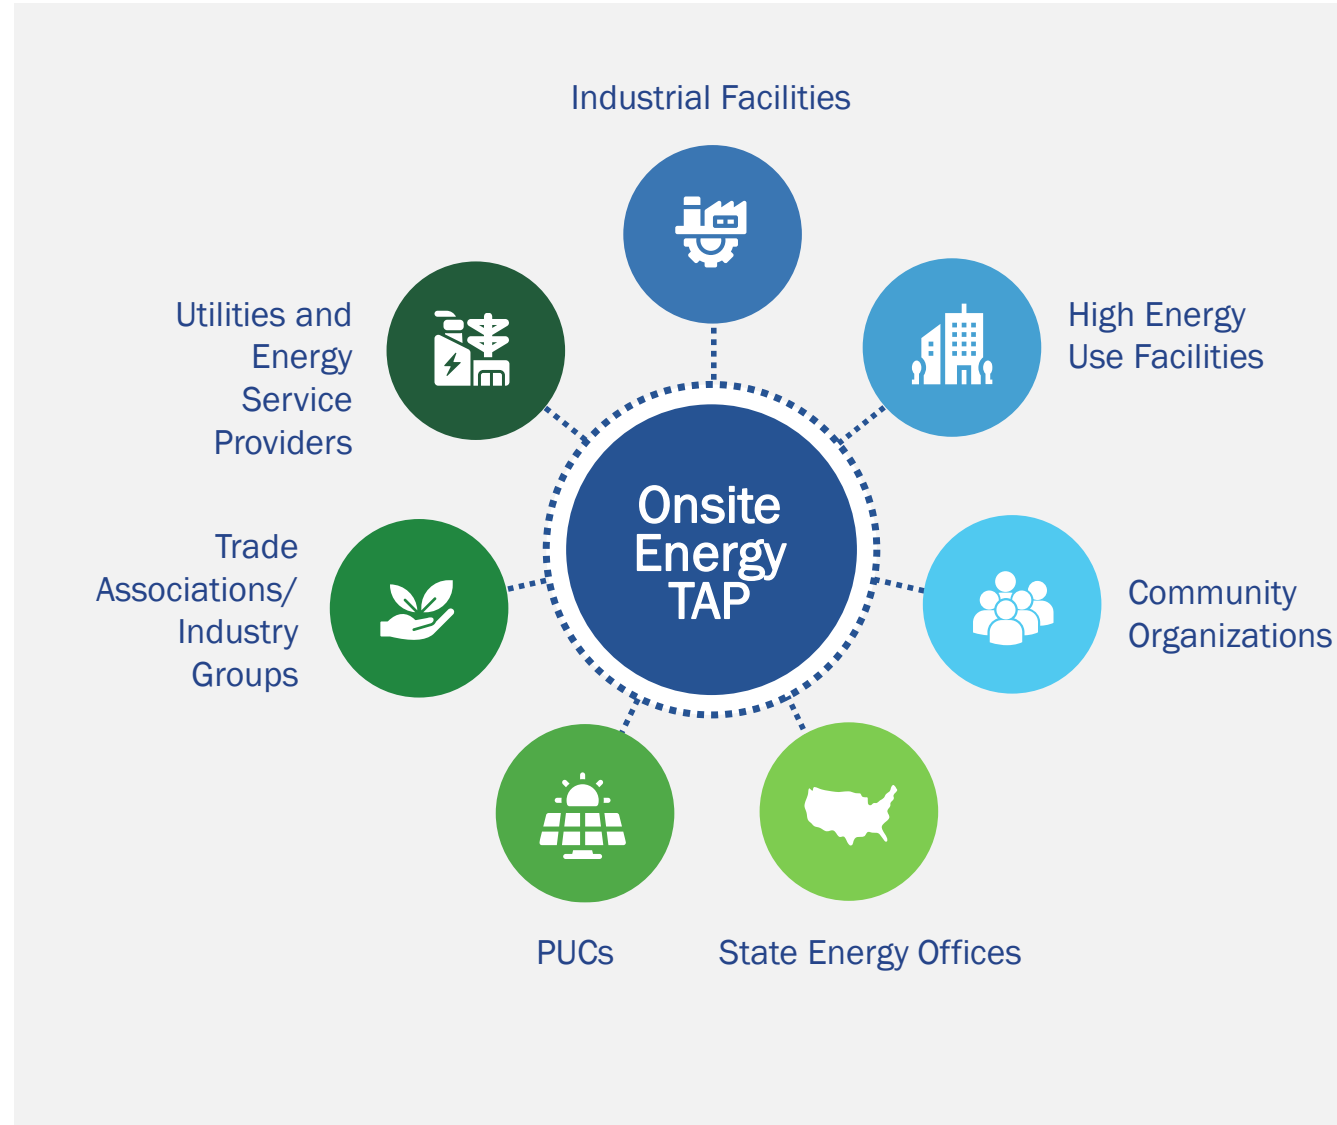 Industrial Facilities
Utilities and
Energy
Service
Providers
High Energy
Use Facilities
Onsite
Energy
TAP
Trade
Associations/
Industry
Groups
Community
Organizations
PUCs
State Energy Offices